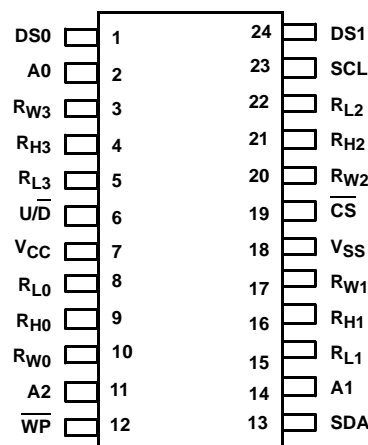 DS0 1 24 DS1
A0 2 23 SCL
RW3 3 22 RL2
RH3 4 21 RH2
RL3 5 20 RW2
U/D̅ 6 19 C̅S̅
VCC 7 18 VSS
RL0 8 17 RW1
RH0 9 16 RH1
RW0 10 15 RL1
A2 11 14 A1
W̅P̅ 12 13 SDA